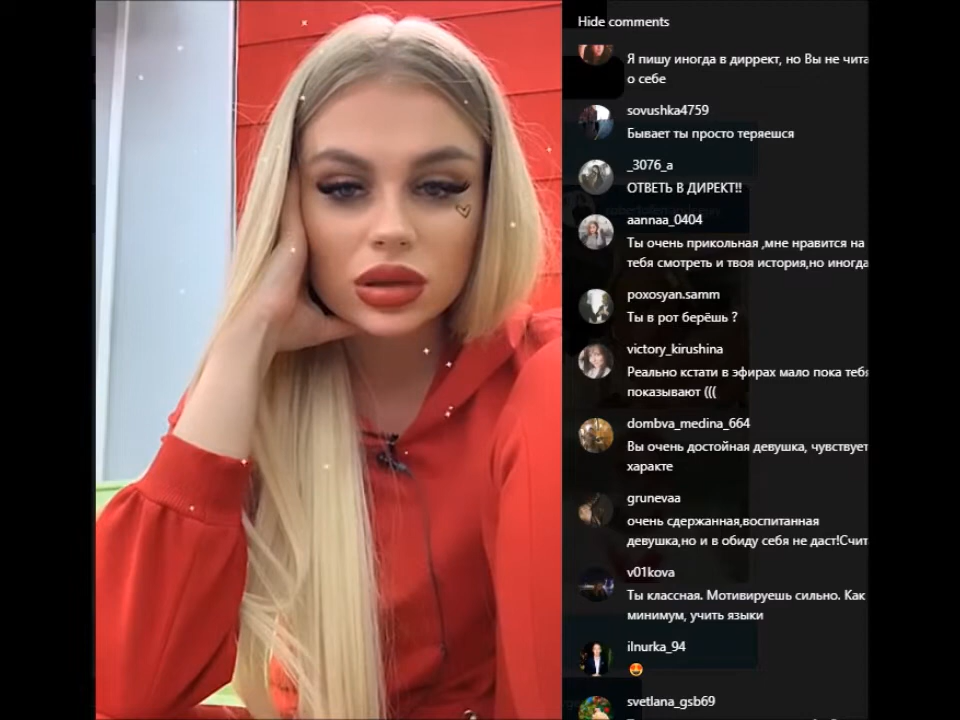 Hide comments
Я пишу иногда в диррект, но Вы не чита
о себе
sovushka4759
Бывает ты просто теряешся
_3076_a
ОТВЕТЬ В ДИРЕКТ!!
aannaa_0404
Ты очень прикольная ,мне нравится на
тебя смотреть и твоя история,но иногда
poxosyan.samm
Ты в рот берёшь ?
victory_kirushina
Реально кстати в эфирах мало пока тебя
показывают (((
dombva_medina_664
Вы очень достойная девушка, чувствует
характе
grunevaa
очень сдержанная,воспитанная
девушка,но и в обиду себя не даст!Счит
v01kova
Ты классная. Мотивируешь сильно. Как
минимум, учить языки
ilnurka_94
🤩
svetlana_gsb69